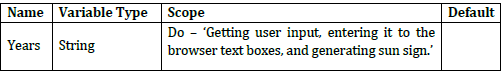 Name Variable Type Scope Default
Years String Do – ‘Getting user input, entering it to the
browser text boxes, and generating sun sign.’